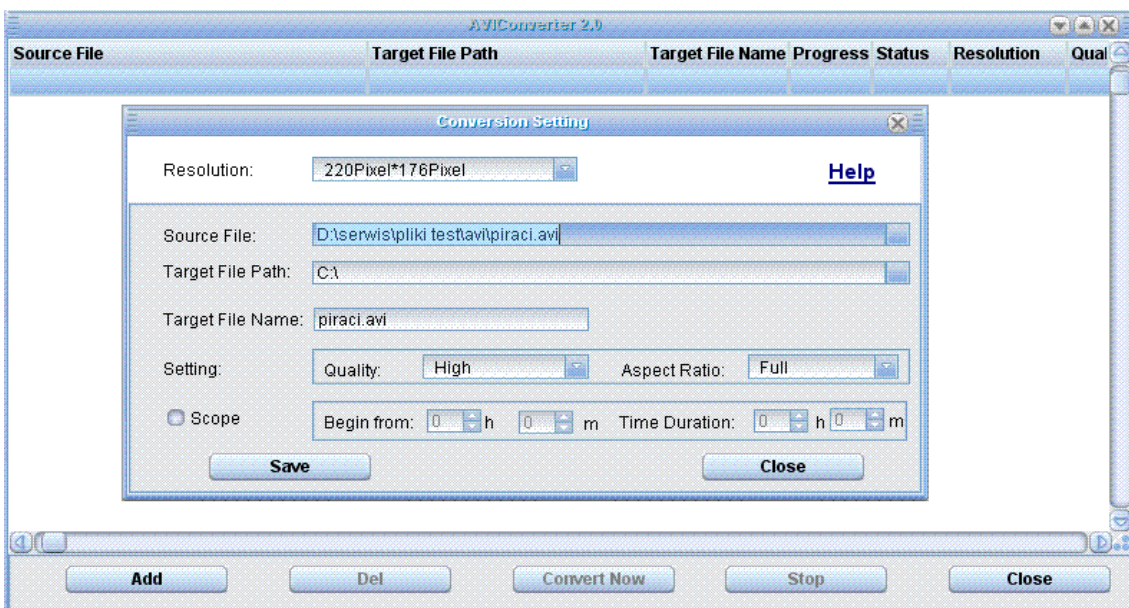 AVIConverter 2.0
Source File Target File Path Target File Name Progress Status Resolution Qual
Conversion Setting
Resolution: 220Pixel*176Pixel Help
Source File: D:\serwis\pliki test\avi\piraci.avi
Target File Path: C:\
Target File Name: piraci.avi
Setting: Quality: High Aspect Ratio: Full
Scope Begin from: 0 h 0 m Time Duration: 0 h 0 m
Save Close
Add Del Convert Now Stop Close